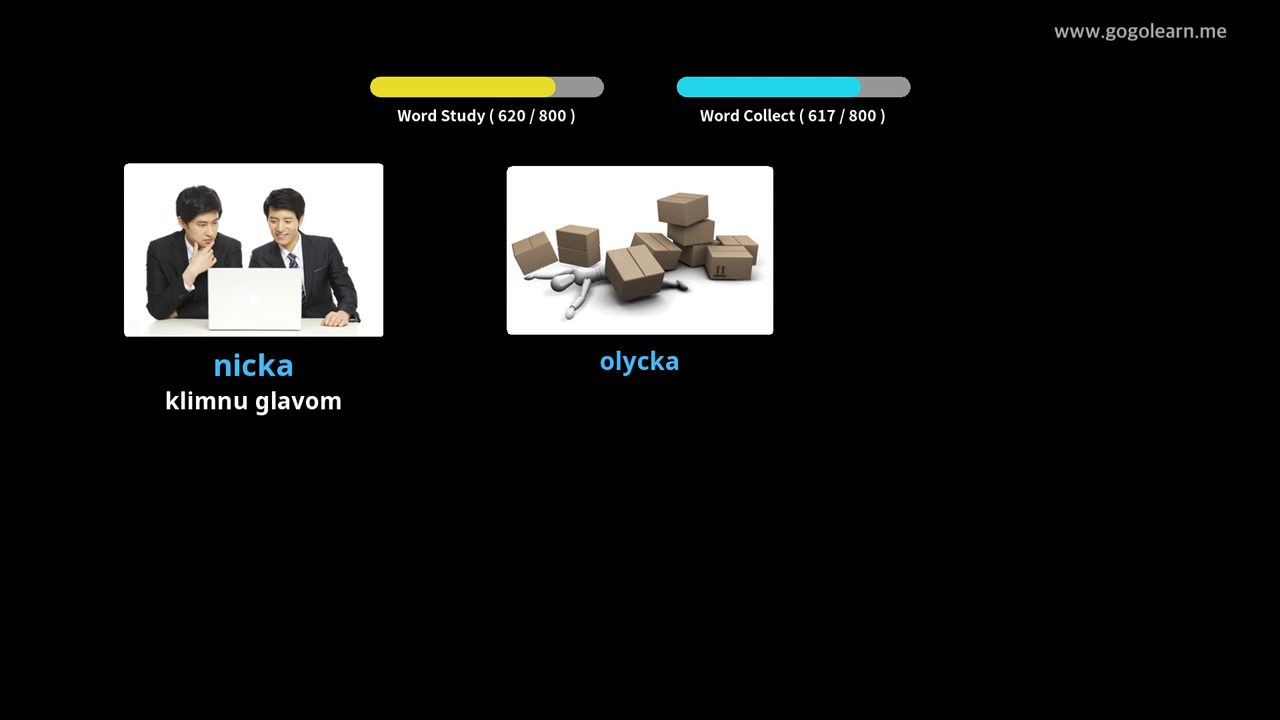 www.gogolearn.me
Word Study ( 620 / 800 )
Word Collect ( 617 / 800 )
nicka
klimnu glavom
olycka